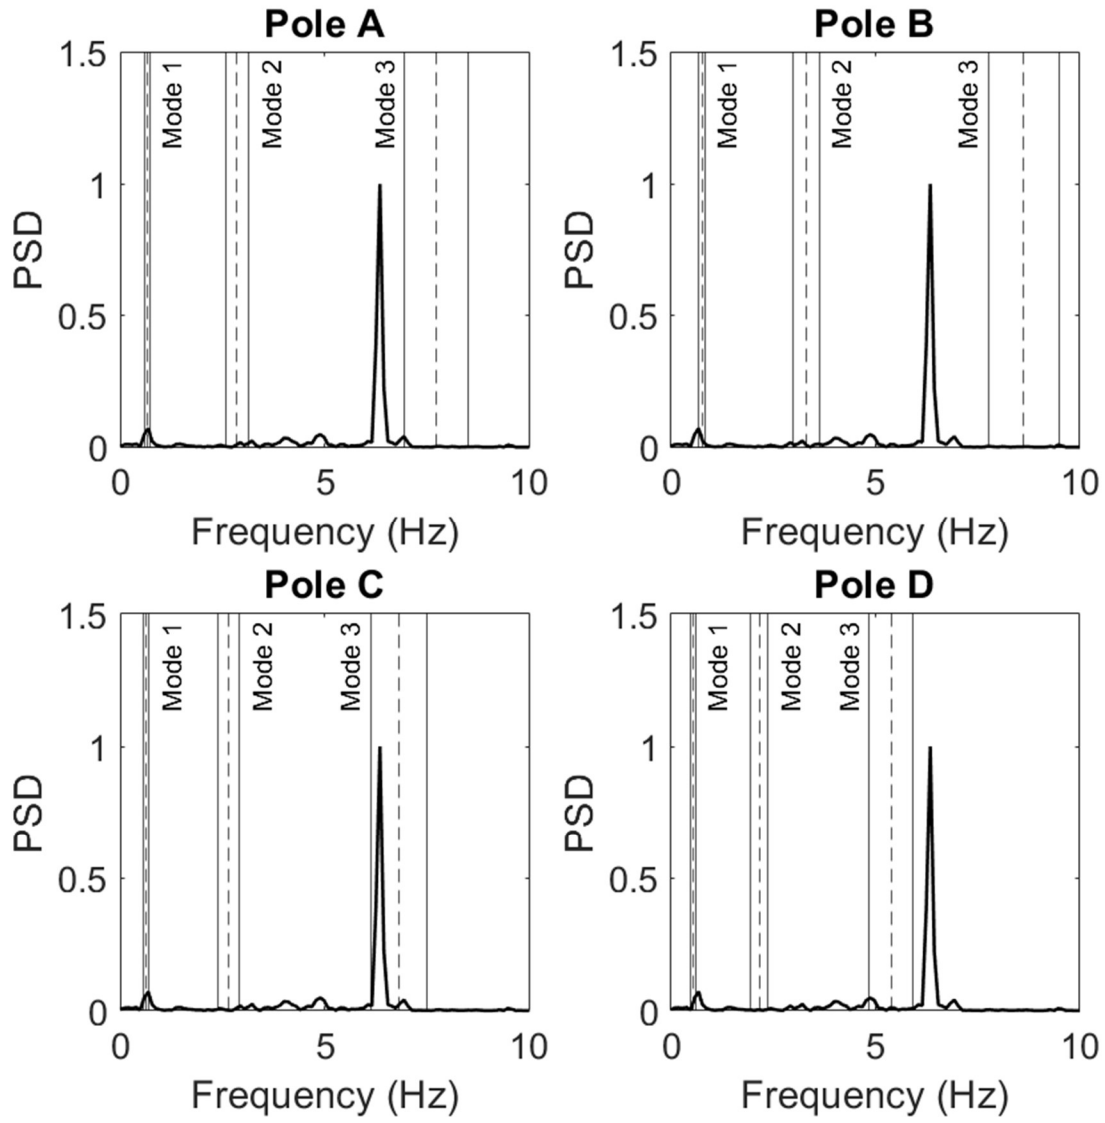 Pole A
1.5
1
0.5
0
PSD
Mode 1
Mode 2
Mode 3
0 5 10
Frequency (Hz)
Pole B
1.5
1
0.5
0
PSD
Mode 1
Mode 2
Mode 3
0 5 10
Frequency (Hz)
Pole C
1.5
1
0.5
0
PSD
Mode 1
Mode 2
Mode 3
0 5 10
Frequency (Hz)
Pole D
1.5
1
0.5
0
PSD
Mode 1
Mode 2
Mode 3
0 5 10
Frequency (Hz)